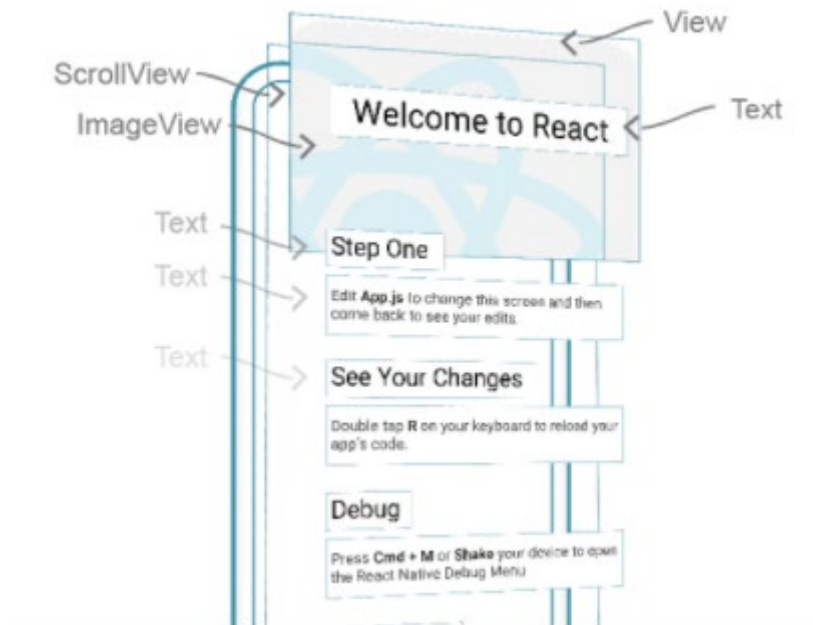 View
ScrollView
Text
ImageView
Welcome to React
Text
Step One
Text
Edit App.js to change this screen and then
come back to see your edits.
Text
See Your Changes
Double tap R on your keyboard to reload your
app's code.
Debug
Press Cmd + M or Shake your device to open
the React Native Debug Menu